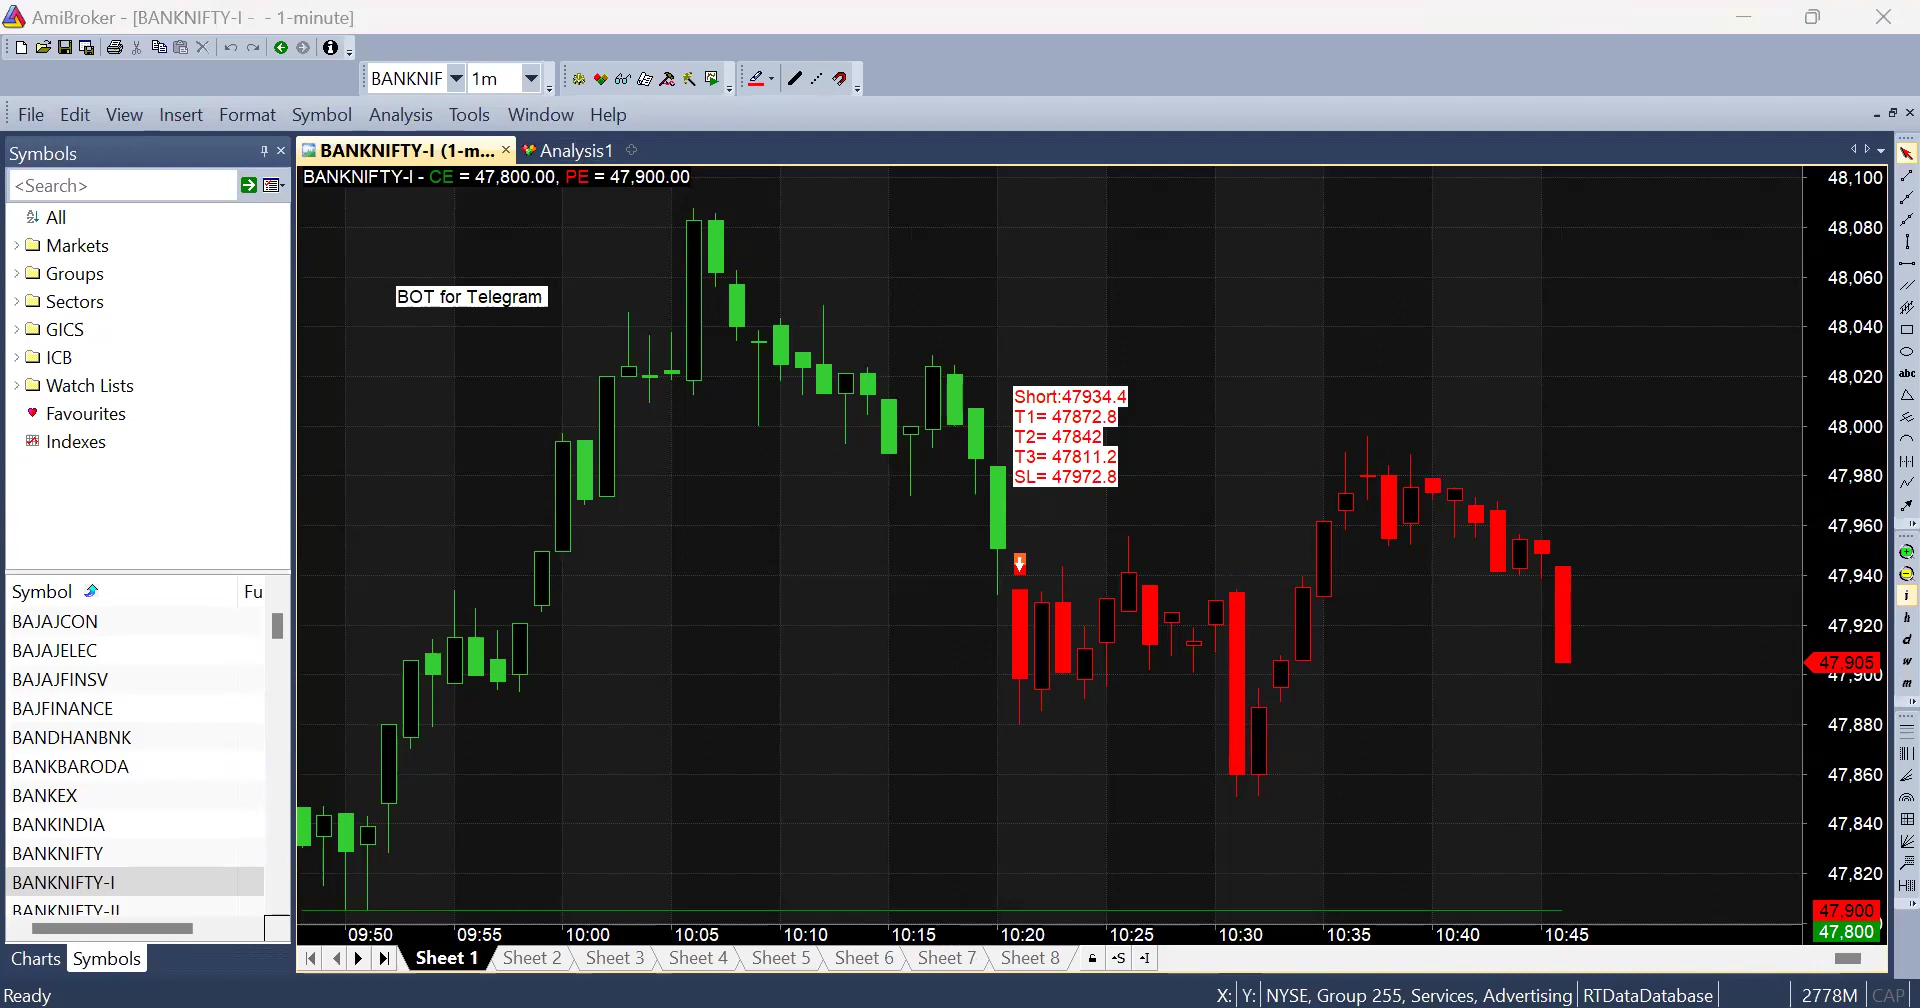 AmiBroker - [BANKNIFTY-I -  - 1-minute]
BANKNIF 1m
File Edit View Insert Format Symbol Analysis Tools Window Help
Symbols
BANKNIFTY-I (1-m... Analysis1
<Search>
BANKNIFTY-I - CE = 47,800.00, PE = 47,900.00
All
Markets
Groups
Sectors
GICS
ICB
Watch Lists
Favourites
Indexes
Symbol Fu
BAJAJCON
BAJAJELEC
BAJAJFINSV
BAJFINANCE
BANDHANBNK
BANKBARODA
BANKEX
BANKINDIA
BANKNIFTY
BANKNIFTY-I
BANKNIFTY-II
Charts Symbols
BOT for Telegram
Short:47934.4
T1= 47872.8
T2= 47842
T3= 47811.2
SL= 47972.8
48,100
48,080
48,060
48,040
48,020
48,000
47,980
47,960
47,940
47,920
47,905
47,900
47,880
47,860
47,840
47,820
47,900
47,800
abc
i
h
d
w
m
09:50 09:55 10:00 10:05 10:10 10:15 10:20 10:25 10:30 10:35 10:40 10:45
Sheet 1 Sheet 2 Sheet 3 Sheet 4 Sheet 5 Sheet 6 Sheet 7 Sheet 8 S I
Ready X: Y: NYSE, Group 255, Services, Advertising RTDataDatabase 2778M CAP